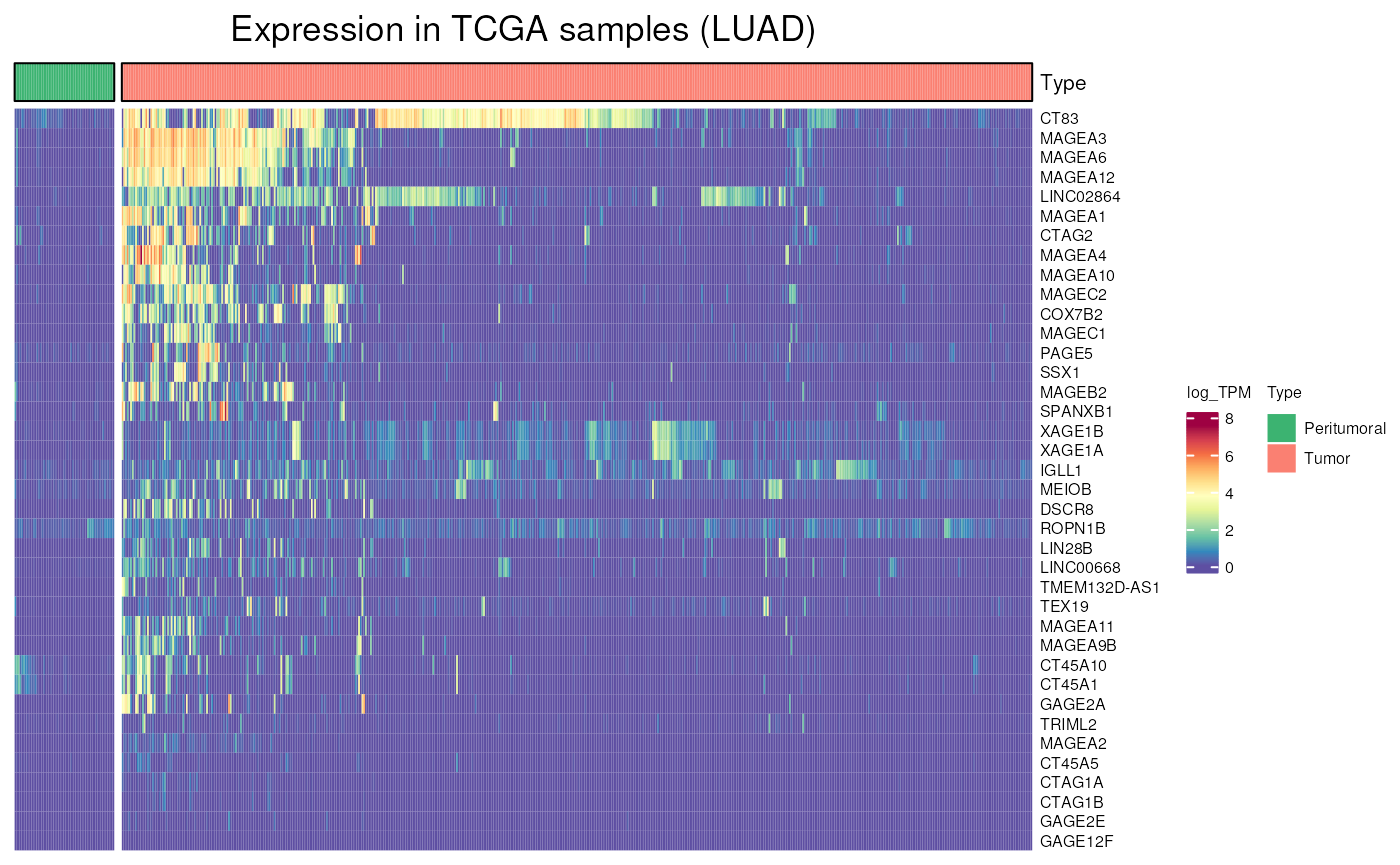 Expression in TCGA samples (LUAD)
Type
CT83
MAGEA3
MAGEA6
MAGEA12
LINC02864
MAGEA1
CTAG2
MAGEA4
MAGEA10
MAGEC2
COX7B2
MAGEC1
PAGE5
SSX1
MAGEB2
SPANXB1
XAGE1B
XAGE1A
IGLL1
MEIOB
DSCR8
ROPN1B
LIN28B
LINC00668
TMEM132D-AS1
TEX19
MAGEA11
MAGEA9B
CT45A10
CT45A1
GAGE2A
TRIML2
MAGEA2
CT45A5
CTAG1A
CTAG1B
GAGE2E
GAGE12F
log_TPM
8
6
4
2
0
Type
Peritumoral
Tumor